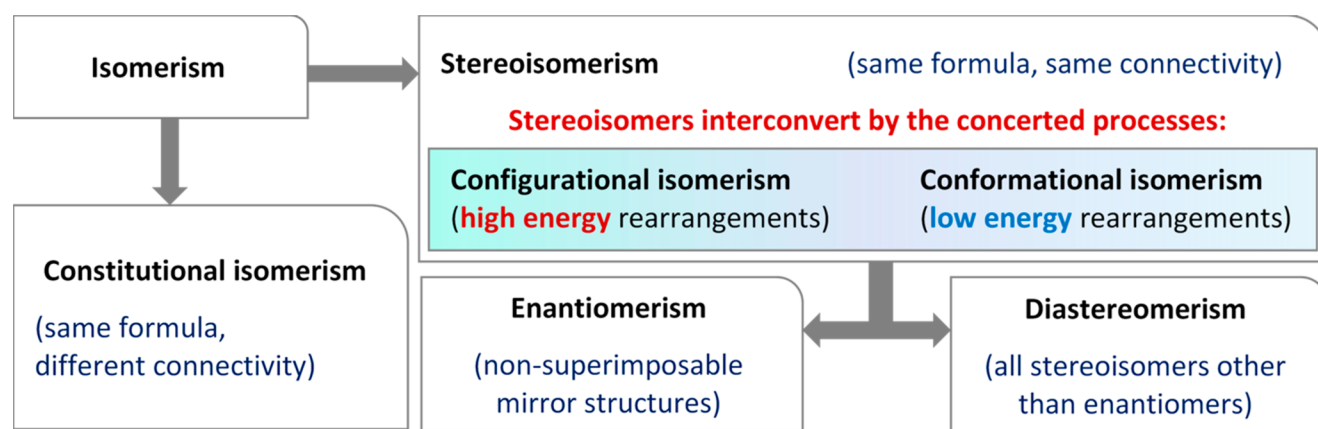 Isomerism
Stereoisomerism (same formula, same connectivity)
Stereoisomers interconvert by the concerted processes:
Configurational isomerism
(high energy rearrangements)
Conformational isomerism
(low energy rearrangements)
Constitutional isomerism
(same formula,
different connectivity)
Enantiomerism
(non-superimposable
mirror structures)
Diastereomerism
(all stereoisomers other
than enantiomers)